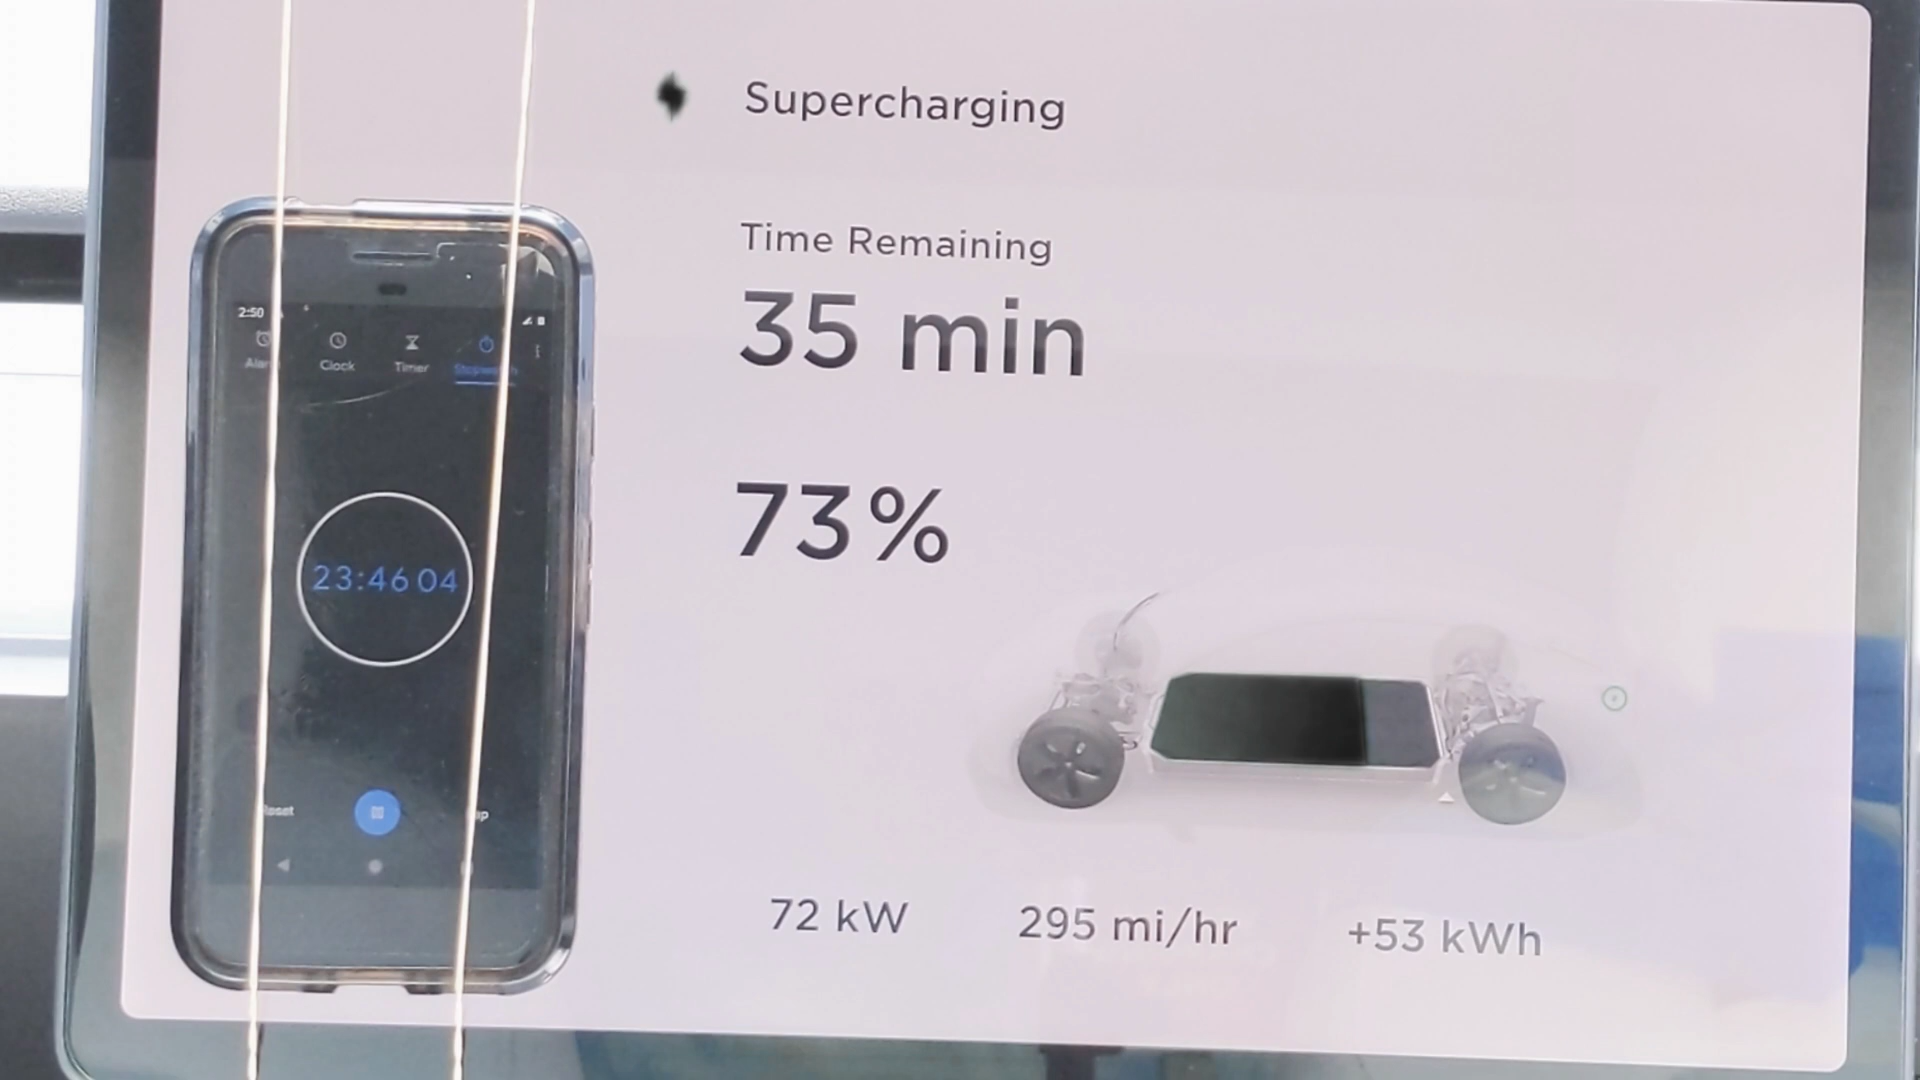 Supercharging
Time Remaining
35 min
73%
72 kW 295 mi/hr +53 kWh
2:50
Clock Timer
23:46 04